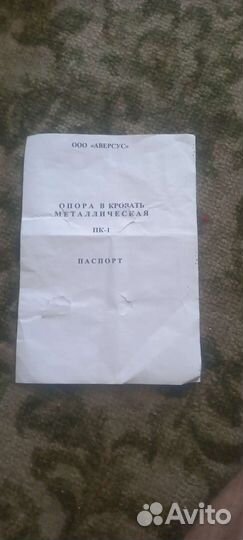 ООО «АВЕРСУС»
ОПОРА В КРОВАТЬ
МЕТАЛЛИЧЕСКАЯ
ПК-1
ПАСПОРТ
Avito